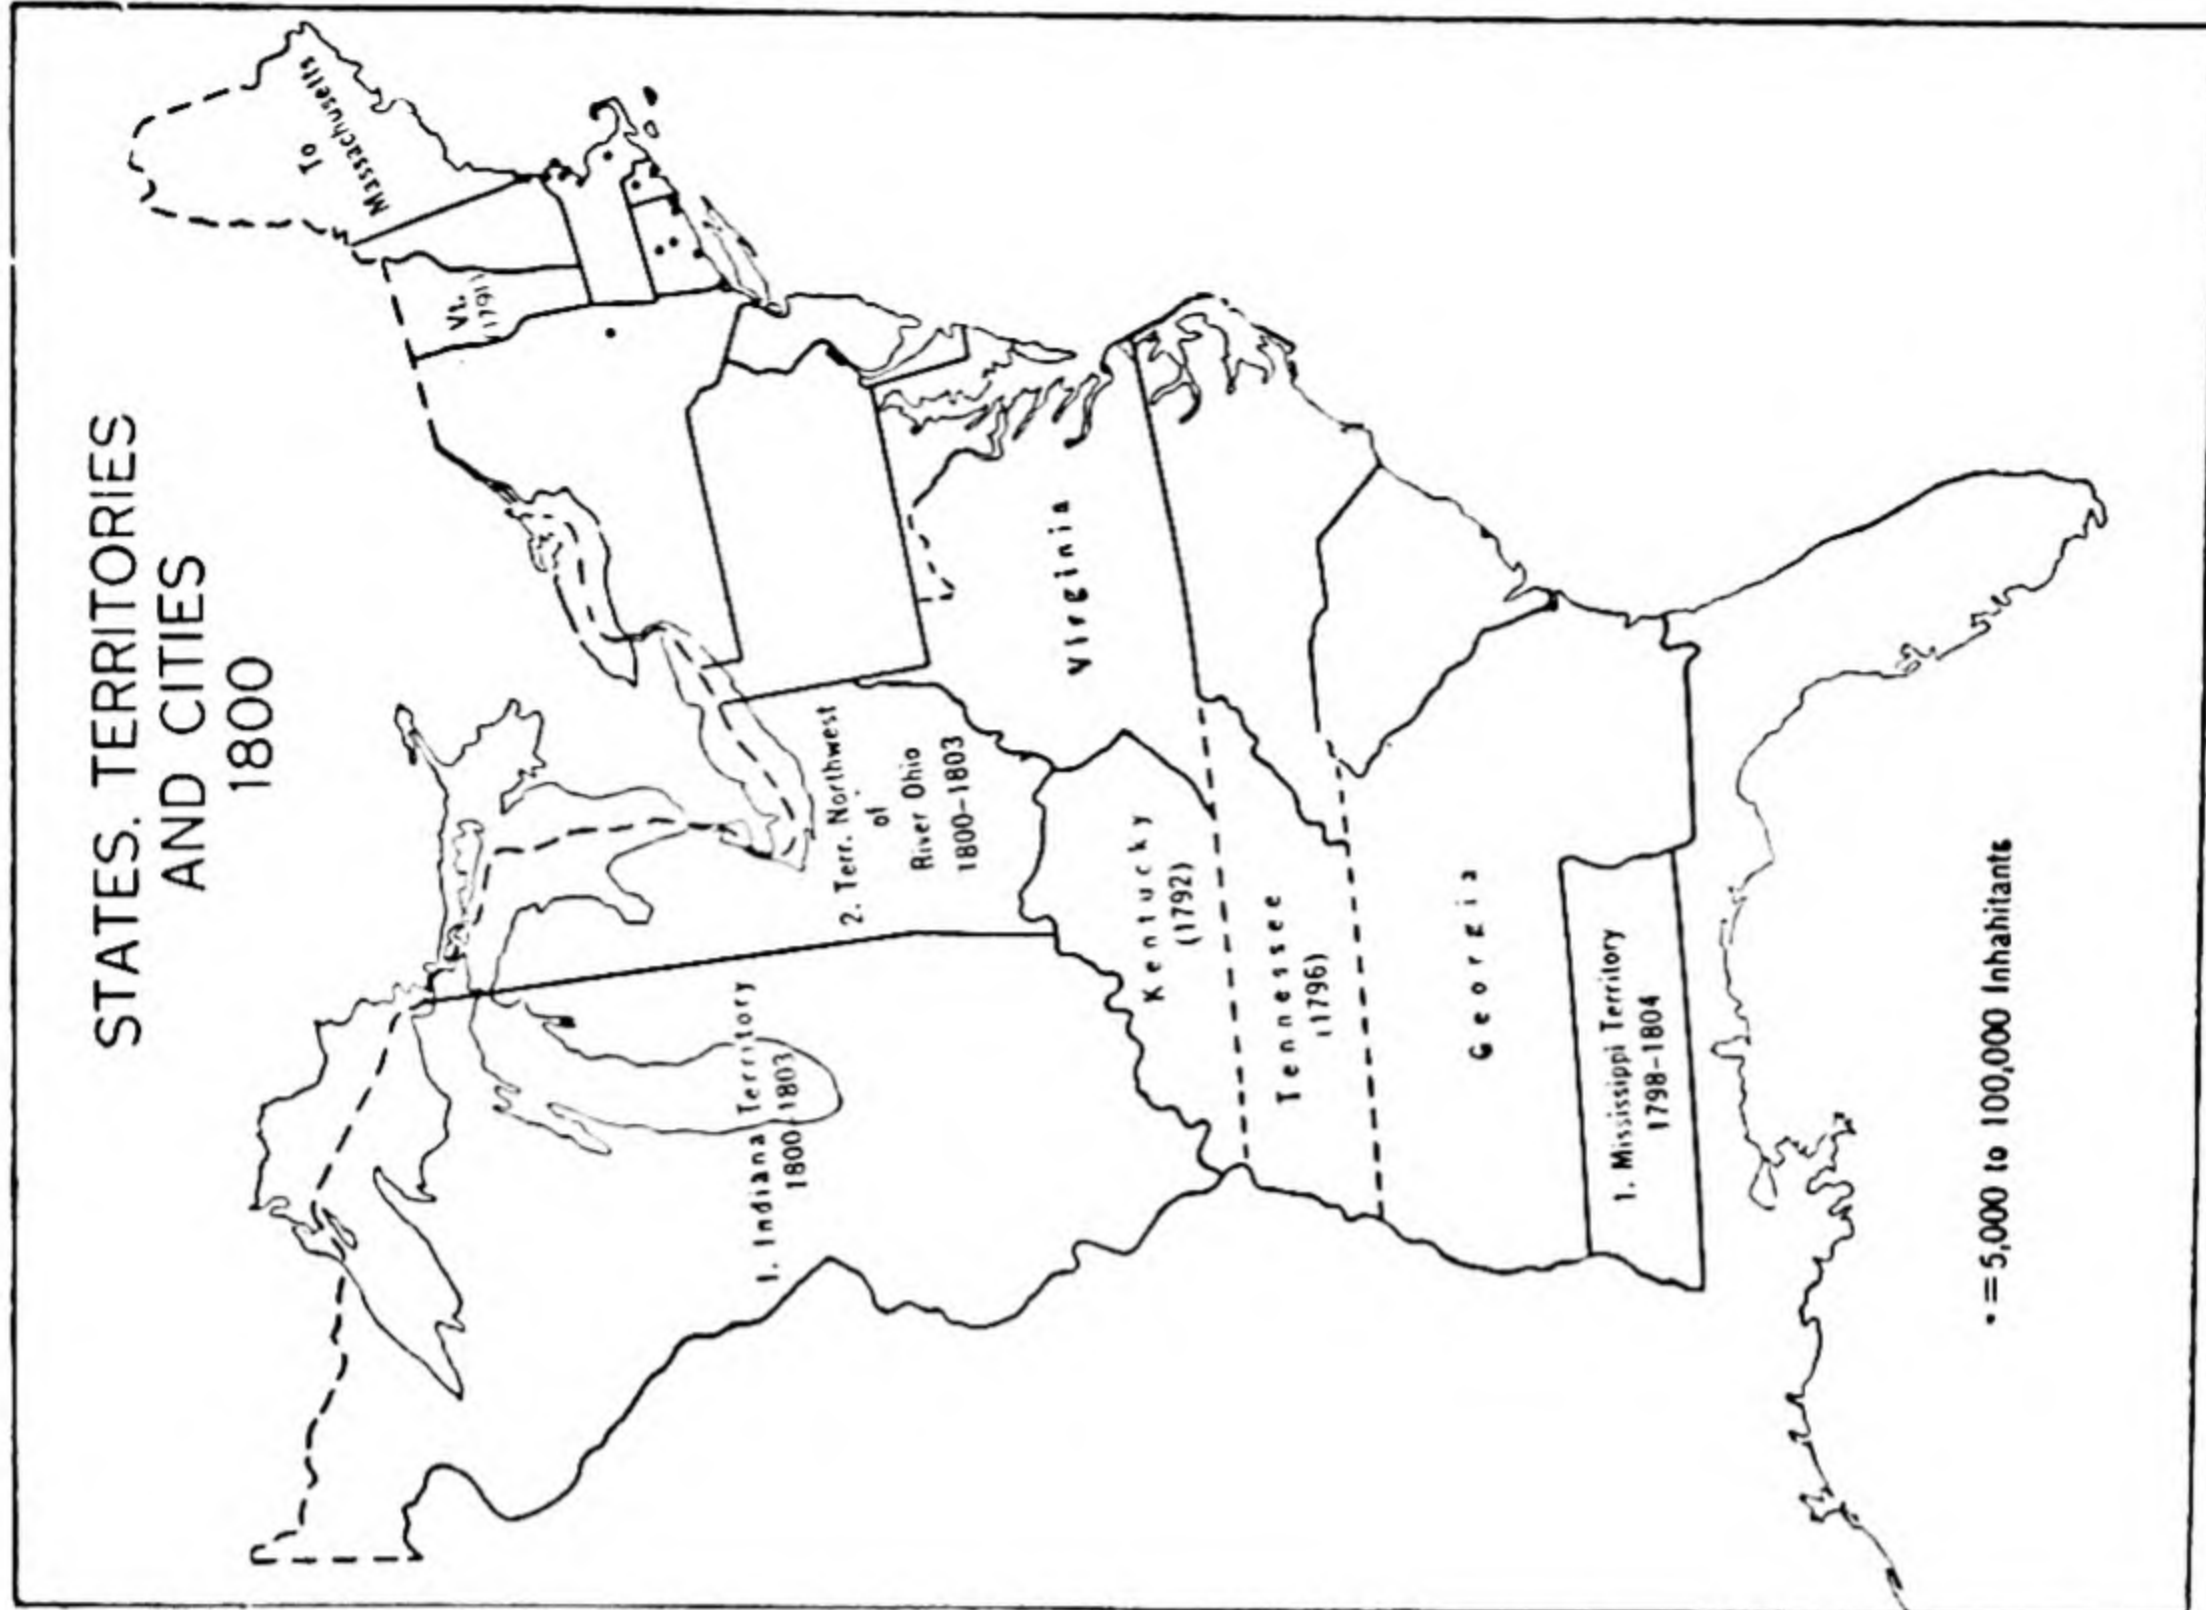 STATES. TERRITORIES
AND CITIES
1800
To
Massachusetts
Vt.
(1791)
2. Terr. Northwest
of
River Ohio
1800-1803
1. Indiana Territory
1800-1803
Virginia
Kentucky
(1792)
Tennessee
(1796)
Georgia
1. Mississippi Territory
1798-1804
• = 5,000 to 100,000 Inhabitants